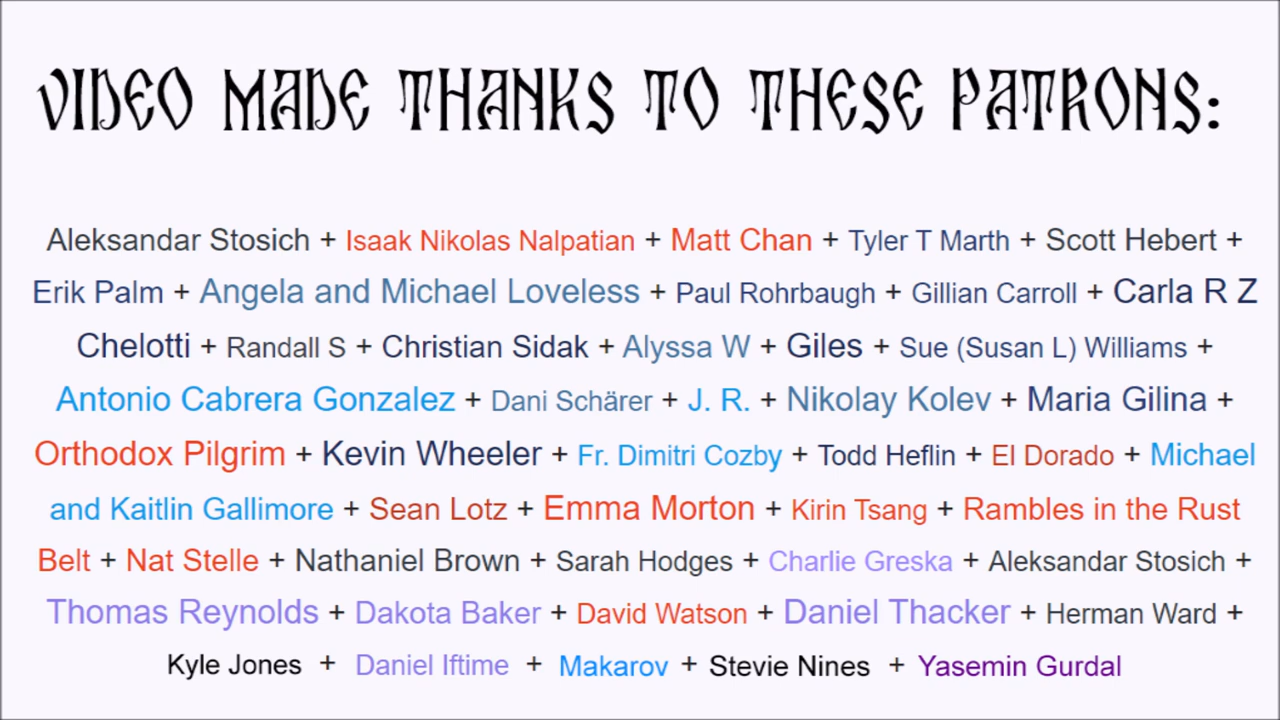 VIDEO MADE THANKS TO THESE PATRONS:
Aleksandar Stosich + Isaak Nikolas Nalpatian + Matt Chan + Tyler T Marth + Scott Hebert +
Erik Palm + Angela and Michael Loveless + Paul Rohrbaugh + Gillian Carroll + Carla R Z
Chelotti + Randall S + Christian Sidak + Alyssa W + Giles + Sue (Susan L) Williams +
Antonio Cabrera Gonzalez + Dani Schärer + J. R. + Nikolay Kolev + Maria Gilina +
Orthodox Pilgrim + Kevin Wheeler + Fr. Dimitri Cozby + Todd Heflin + El Dorado + Michael
and Kaitlin Gallimore + Sean Lotz + Emma Morton + Kirin Tsang + Rambles in the Rust
Belt + Nat Stelle + Nathaniel Brown + Sarah Hodges + Charlie Greska + Aleksandar Stosich +
Thomas Reynolds + Dakota Baker + David Watson + Daniel Thacker + Herman Ward +
Kyle Jones + Daniel Iftime + Makarov + Stevie Nines + Yasemin Gurdal